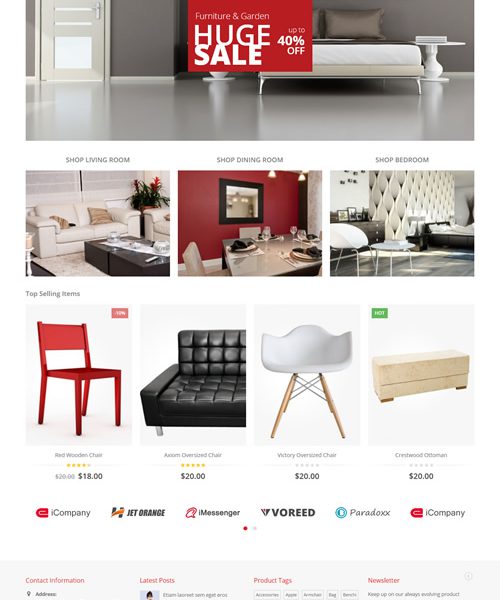 Furniture & Garden
HUGE
SALE
up to
40%
OFF
SHOP LIVING ROOM
SHOP DINING ROOM
SHOP BEDROOM
Top Selling Items
-10%
HOT
Red Wooden Chair
Axiom Oversized Chair
Victory Oversized Chair
Crestwood Ottoman
$20.00 $18.00
$20.00
$20.00
$20.00
iCompany
JET ORANGE
iMessenger
VOREED
Paradoxx
iCompany
Contact Information
Latest Posts
Product Tags
Newsletter
Address:
Etiam laoreet sem eget eros
Accessories
Apple
Armchair
Bag
Benchi
Keep up on our always evolving product